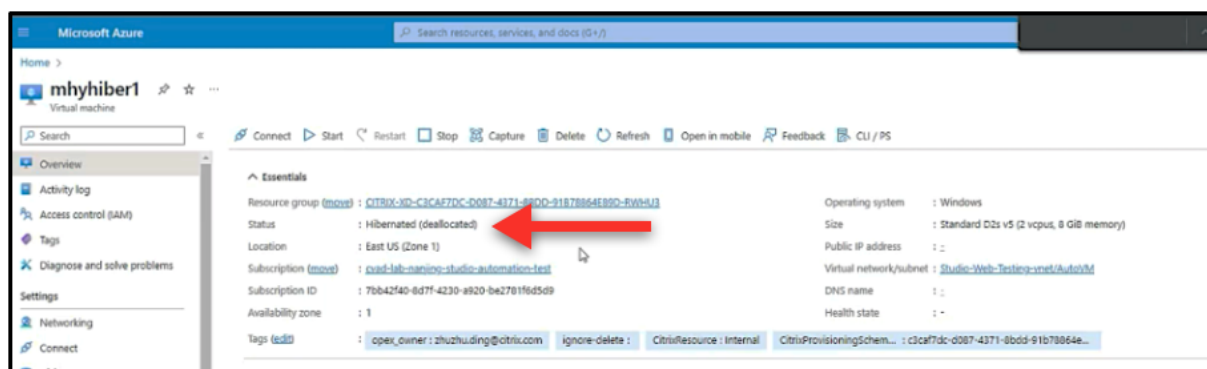 Microsoft Azure
Search resources, services, and docs (G+/)
Home >
mhyhiber1
Virtual machine
Search
Connect Start Restart Stop Capture Delete Refresh Open in mobile Feedback CLI / PS
Overview
Activity log
Access control (IAM)
Tags
Diagnose and solve problems
Settings
Networking
Connect
Essentials
Resource group (move) : CITRIX-XD-C3CAF7DC-D087-4371-8BDD-91B78864E89D-RWHU3
Status : Hibernated (deallocated)
Location : East US (Zone 1)
Subscription (move) : cvad-lab-nanjing-studio-automation-test
Subscription ID : 7bb42f40-8d7f-4230-a920-be2781f6d5d9
Availability zone : 1
Operating system : Windows
Size : Standard D2s v5 (2 vcpus, 8 GiB memory)
Public IP address : -
Virtual network/subnet : Studio-Web-Testing-vnet/AutoVM
DNS name : -
Health state : -
Tags (edit) : opex_owner : zhuzhu.ding@citrix.com ignore-delete : CitrixResource : Internal CitrixProvisioningSchem... : c3caf7dc-d087-4371-8bdd-91b78864e...